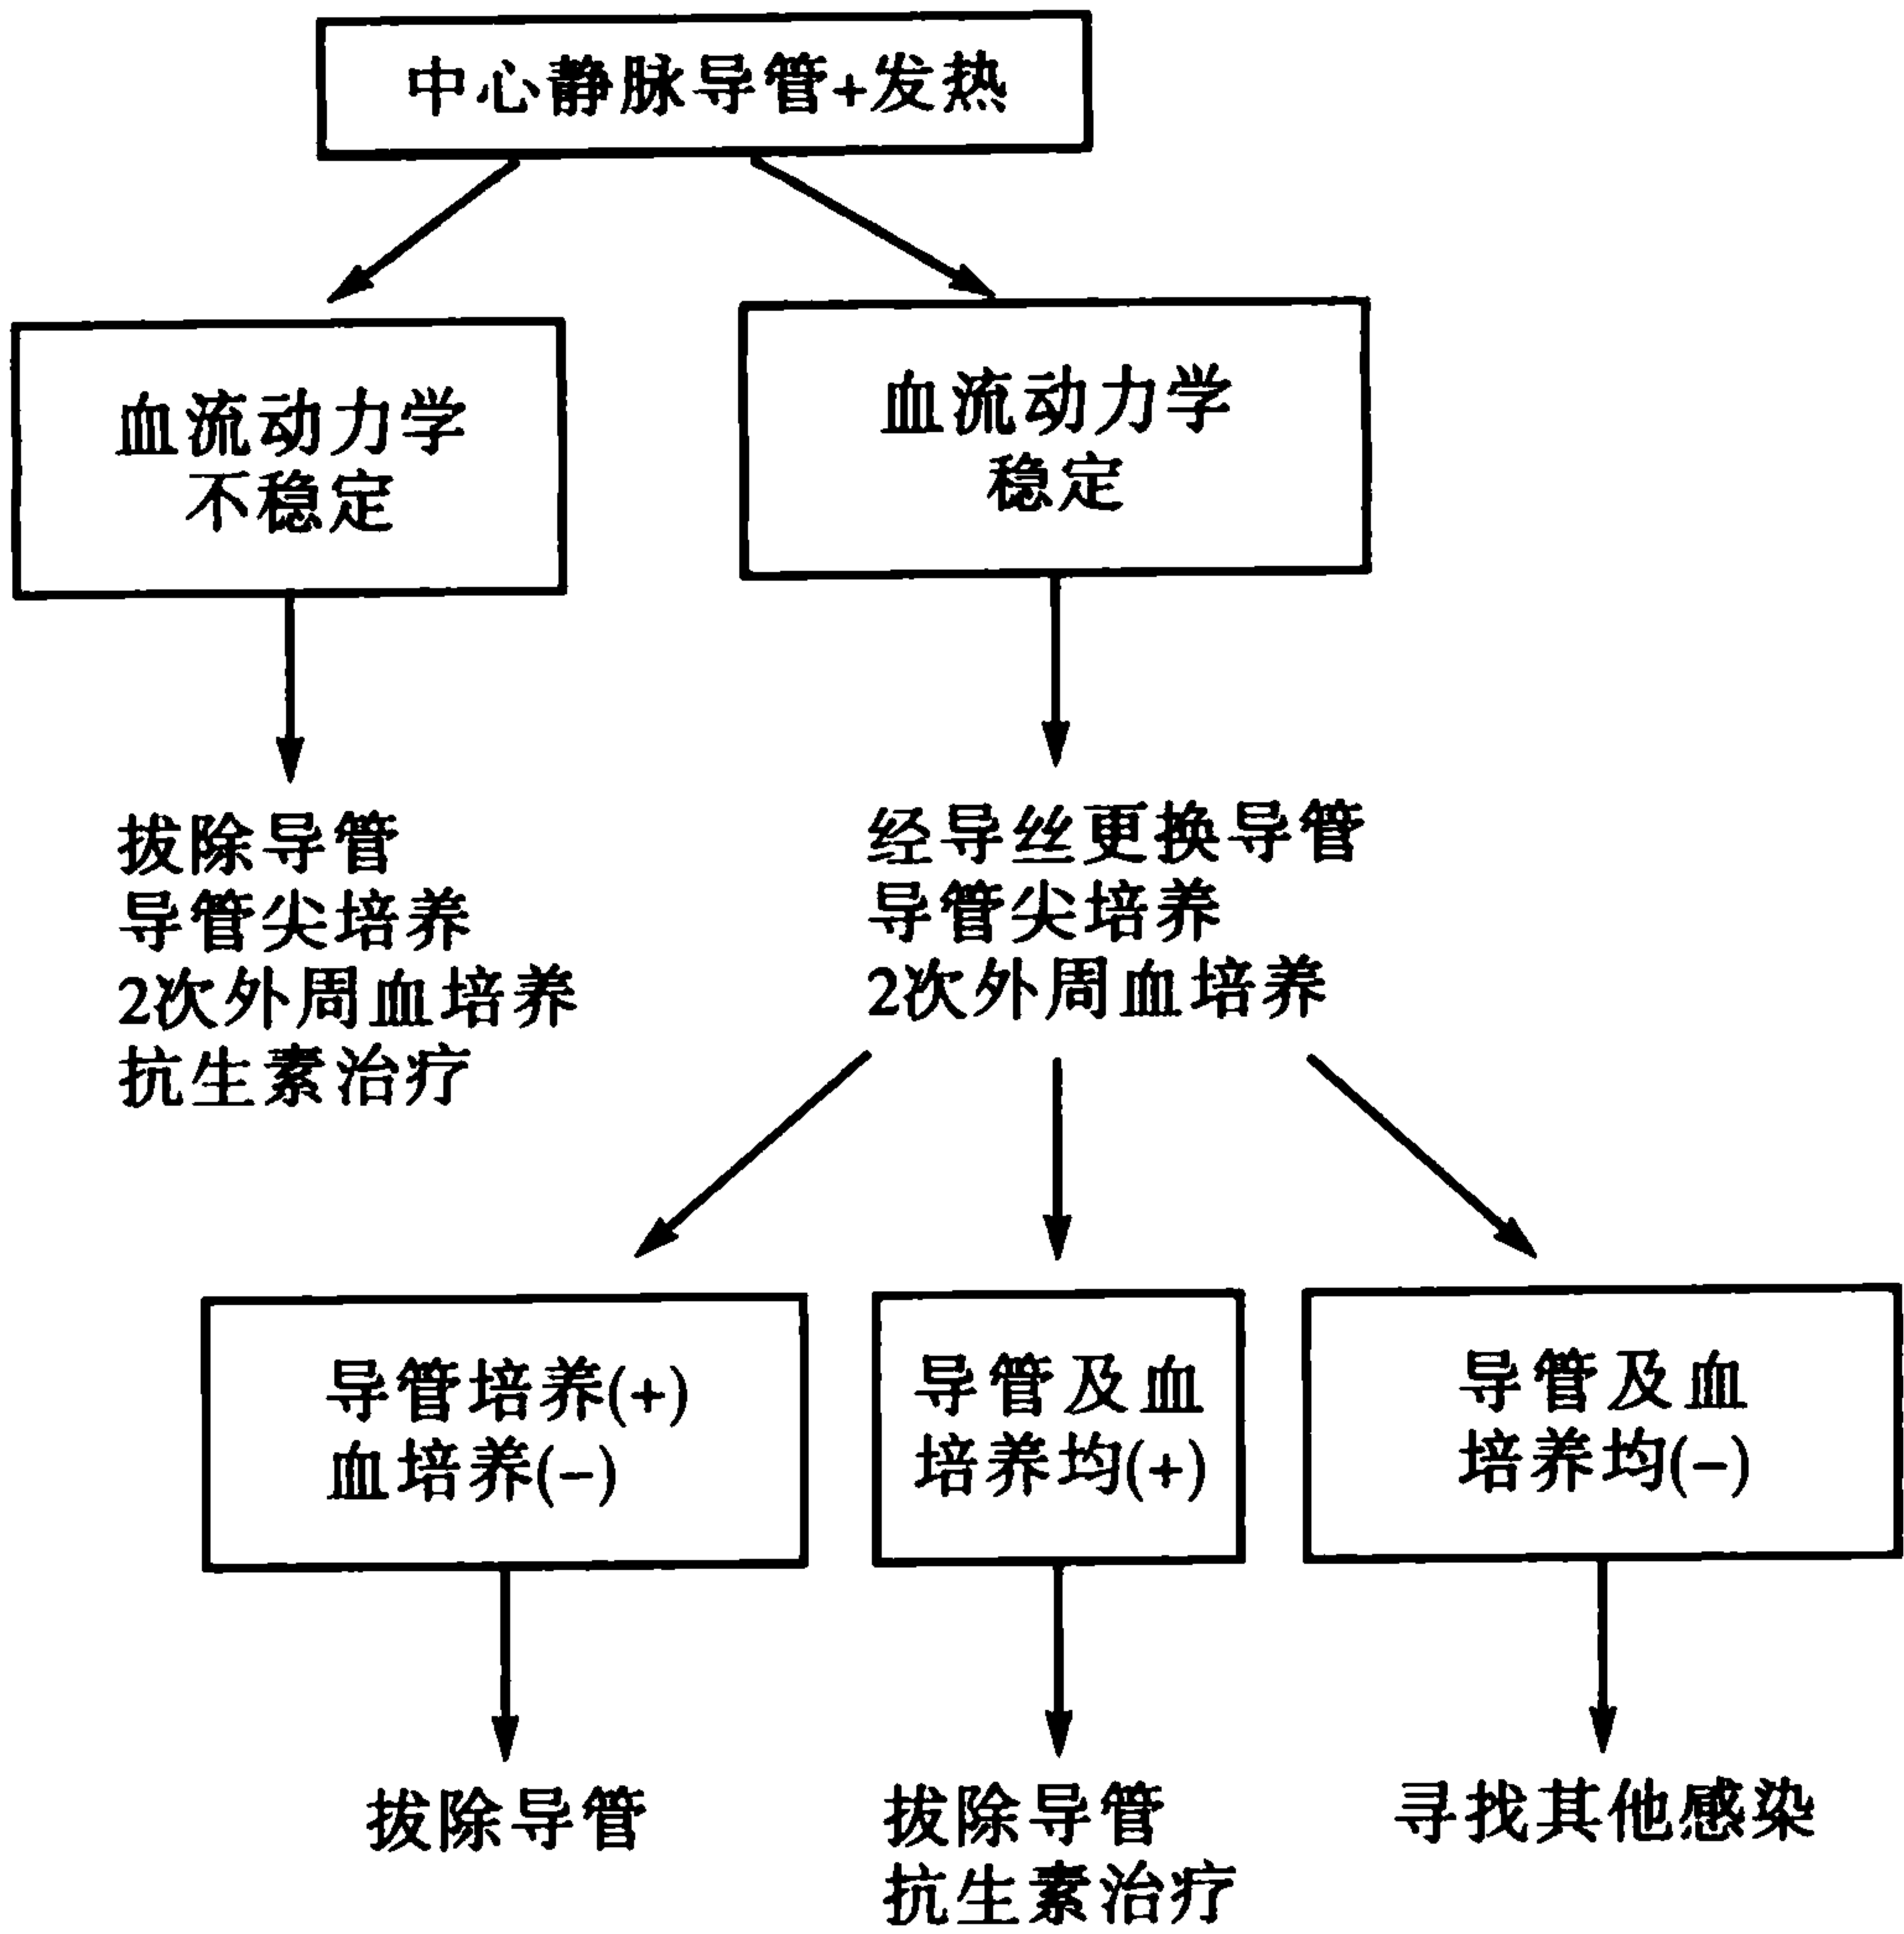 中心静脉导管+发热
血流动力学
不稳定
血流动力学
稳定
拔除导管
导管尖培养
2次外周血培养
抗生素治疗
经导丝更换导管
导管尖培养
2次外周血培养
导管培养(+)
血培养(-)
导管及血
培养均(+)
导管及血
培养均(-)
拔除导管
拔除导管
抗生素治疗
寻找其他感染